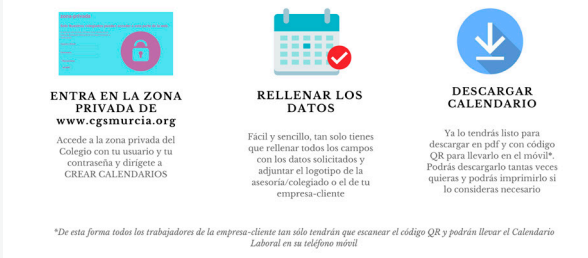 ENTRA EN LA ZONA
PRIVADA DE
www.cgsmurcia.org
Accede a la zona privada del
Colegio con tu usuario y tu
contraseña y dirígete a
CREAR CALENDARIOS
RELLENAR LOS
DATOS
Fácil y sencillo, tan solo tienes
que rellenar todos los campos
con los datos solicitados y
adjuntar el logotipo de la
asesoría/colegiado o el de tu
empresa-cliente
DESCARGAR
CALENDARIO
Ya lo tendrás listo para
descargar en pdf y con código
QR para llevarlo en el móvil*.
Podrás descargarlo tantas veces
quieras y podrás imprimirlo si
lo consideras necesario
*De esta forma todos los trabajadores de la empresa-cliente tan sólo tendrán que escanear el código QR y podrán llevar el Calendario
Laboral en su teléfono móvil